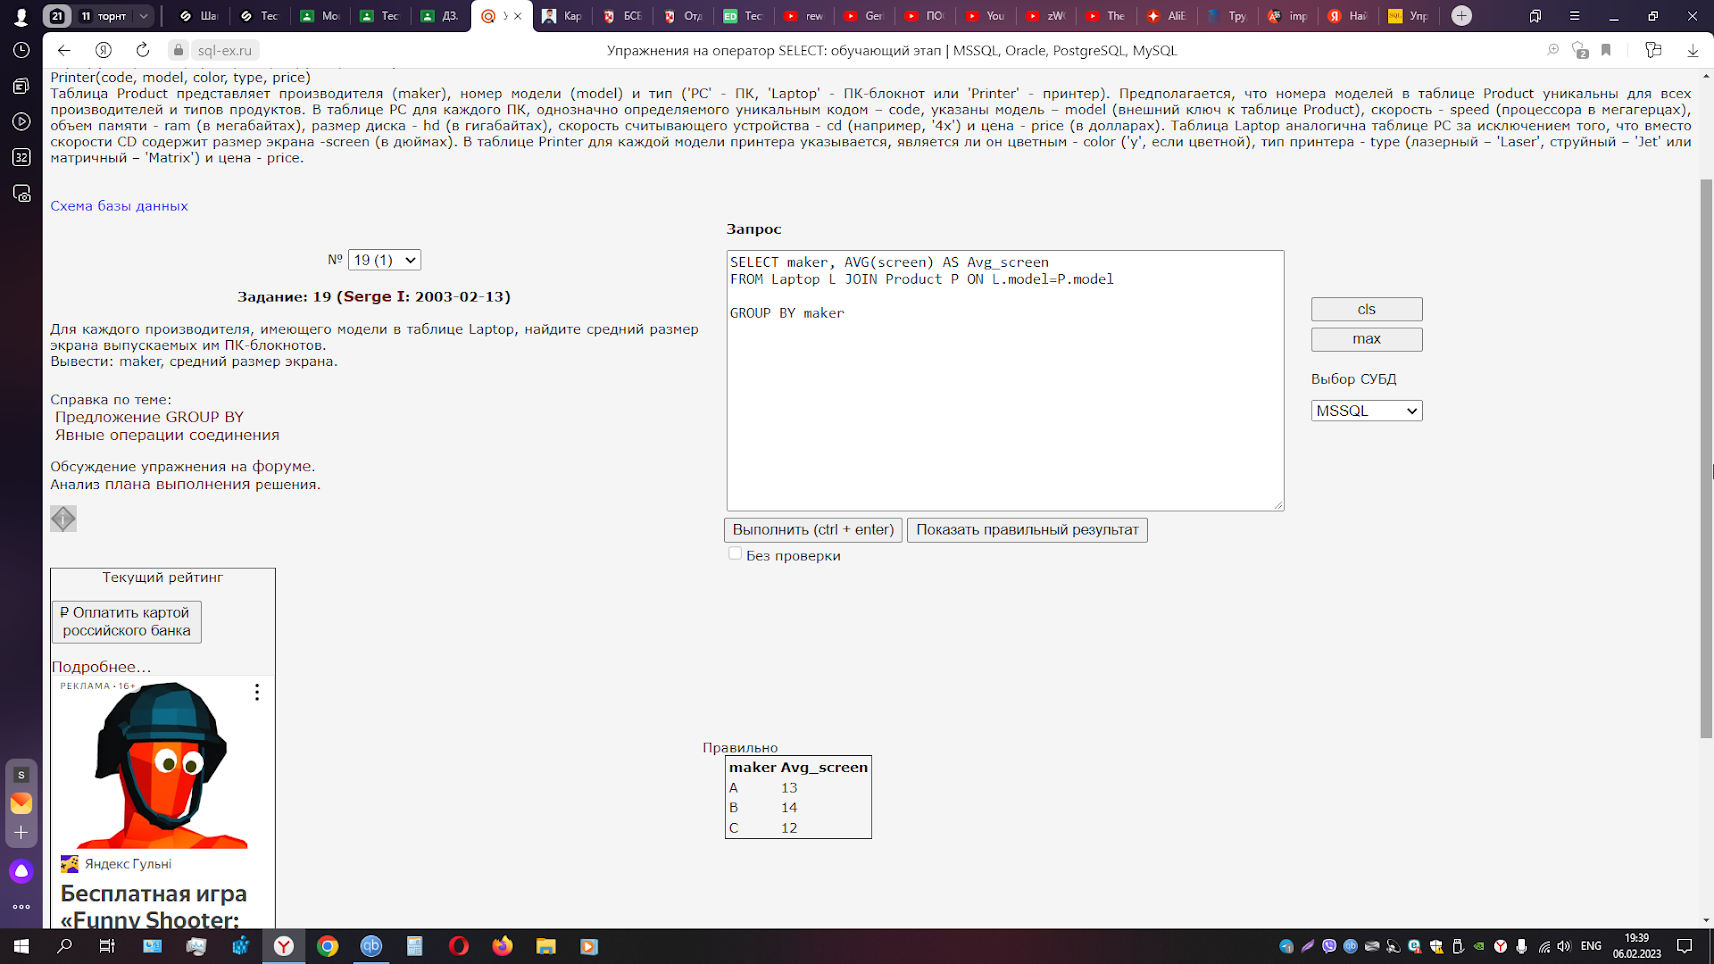 21
11 торнт
Ша
Тес
Мо
Тес
ДЗ.
У
Кар
БСЕ
Отд
ED
Тест
rew
Gerl
ПО
You
zW
The
AliE
Тру
imp
Най
SQL
Упр
sql-ex.ru
Упражнения на оператор SELECT: обучающий этап | MSSQL, Oracle, PostgreSQL, MySQL
2
32
Printer(code, model, color, type, price)
Таблица Product представляет производителя (maker), номер модели (model) и тип ('PC' - ПК, 'Laptop' - ПК-блокнот или 'Printer' - принтер). Предполагается, что номера моделей в таблице Product уникальны для всех
производителей и типов продуктов. В таблице PC для каждого ПК, однозначно определяемого уникальным кодом – code, указаны модель – model (внешний ключ к таблице Product), скорость - speed (процессора в мегагерцах),
объем памяти - ram (в мегабайтах), размер диска - hd (в гигабайтах), скорость считывающего устройства - cd (например, '4x') и цена - price (в долларах). Таблица Laptop аналогична таблице PC за исключением того, что вместо
скорости CD содержит размер экрана -screen (в дюймах). В таблице Printer для каждой модели принтера указывается, является ли он цветным - color ('y', если цветной), тип принтера - type (лазерный – 'Laser', струйный – 'Jet' или
матричный – 'Matrix') и цена - price.
Схема базы данных
№ 19 (1)
Задание: 19 (Serge I: 2003-02-13)
Для каждого производителя, имеющего модели в таблице Laptop, найдите средний размер
экрана выпускаемых им ПК-блокнотов.
Вывести: maker, средний размер экрана.
Справка по теме:
Предложение GROUP BY
Явные операции соединения
Обсуждение упражнения на форуме.
Анализ плана выполнения решения.
Запрос
SELECT maker, AVG(screen) AS Avg_screen
FROM Laptop L JOIN Product P ON L.model=P.model
GROUP BY maker
cls
max
Выбор СУБД
MSSQL
Выполнить (ctrl + enter)
Показать правильный результат
Без проверки
Текущий рейтинг
₽ Оплатить картой
российского банка
Подробнее...
РЕКЛАМА • 16+
Яндекс Гульні
Бесплатная игра
«Funny Shooter:
Правильно
maker Avg_screen
A 13
B 14
C 12
S
ENG
19:39
06.02.2023